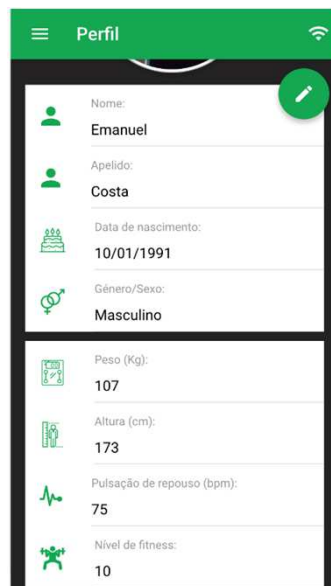 Perfil
Nome:
Emanuel
Apelido:
Costa
Data de nascimento:
10/01/1991
Género/Sexo:
Masculino
Peso (Kg):
107
Altura (cm):
173
Pulsação de repouso (bpm):
75
Nível de fitness:
10